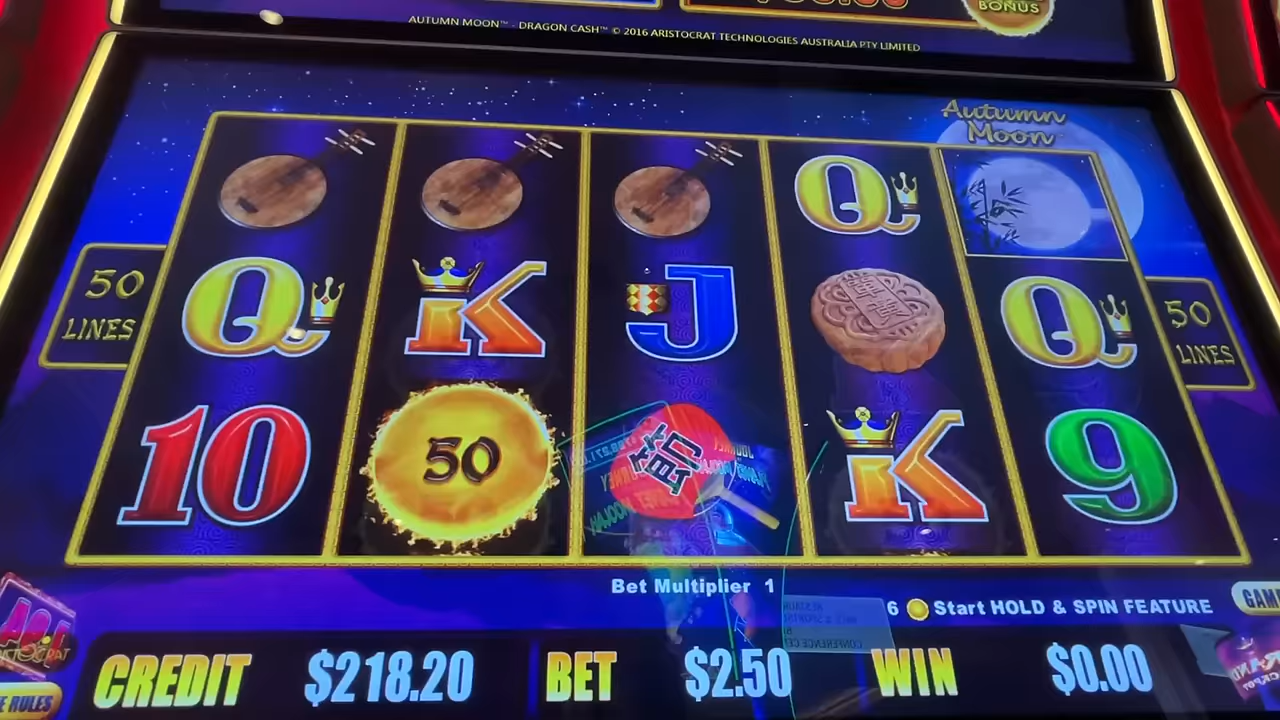 BONUS
AUTUMN MOON™ - DRAGON CASH™ © 2016 ARISTOCRAT TECHNOLOGIES AUSTRALIA PTY LIMITED
Autumn
Moon
Q
50
LINES
Q
K
J
Q
50
LINES
10
50
K
9
Bet Multiplier 1
6 Start HOLD & SPIN FEATURE
CREDIT $218.20 BET $2.50 WIN $0.00
RULES